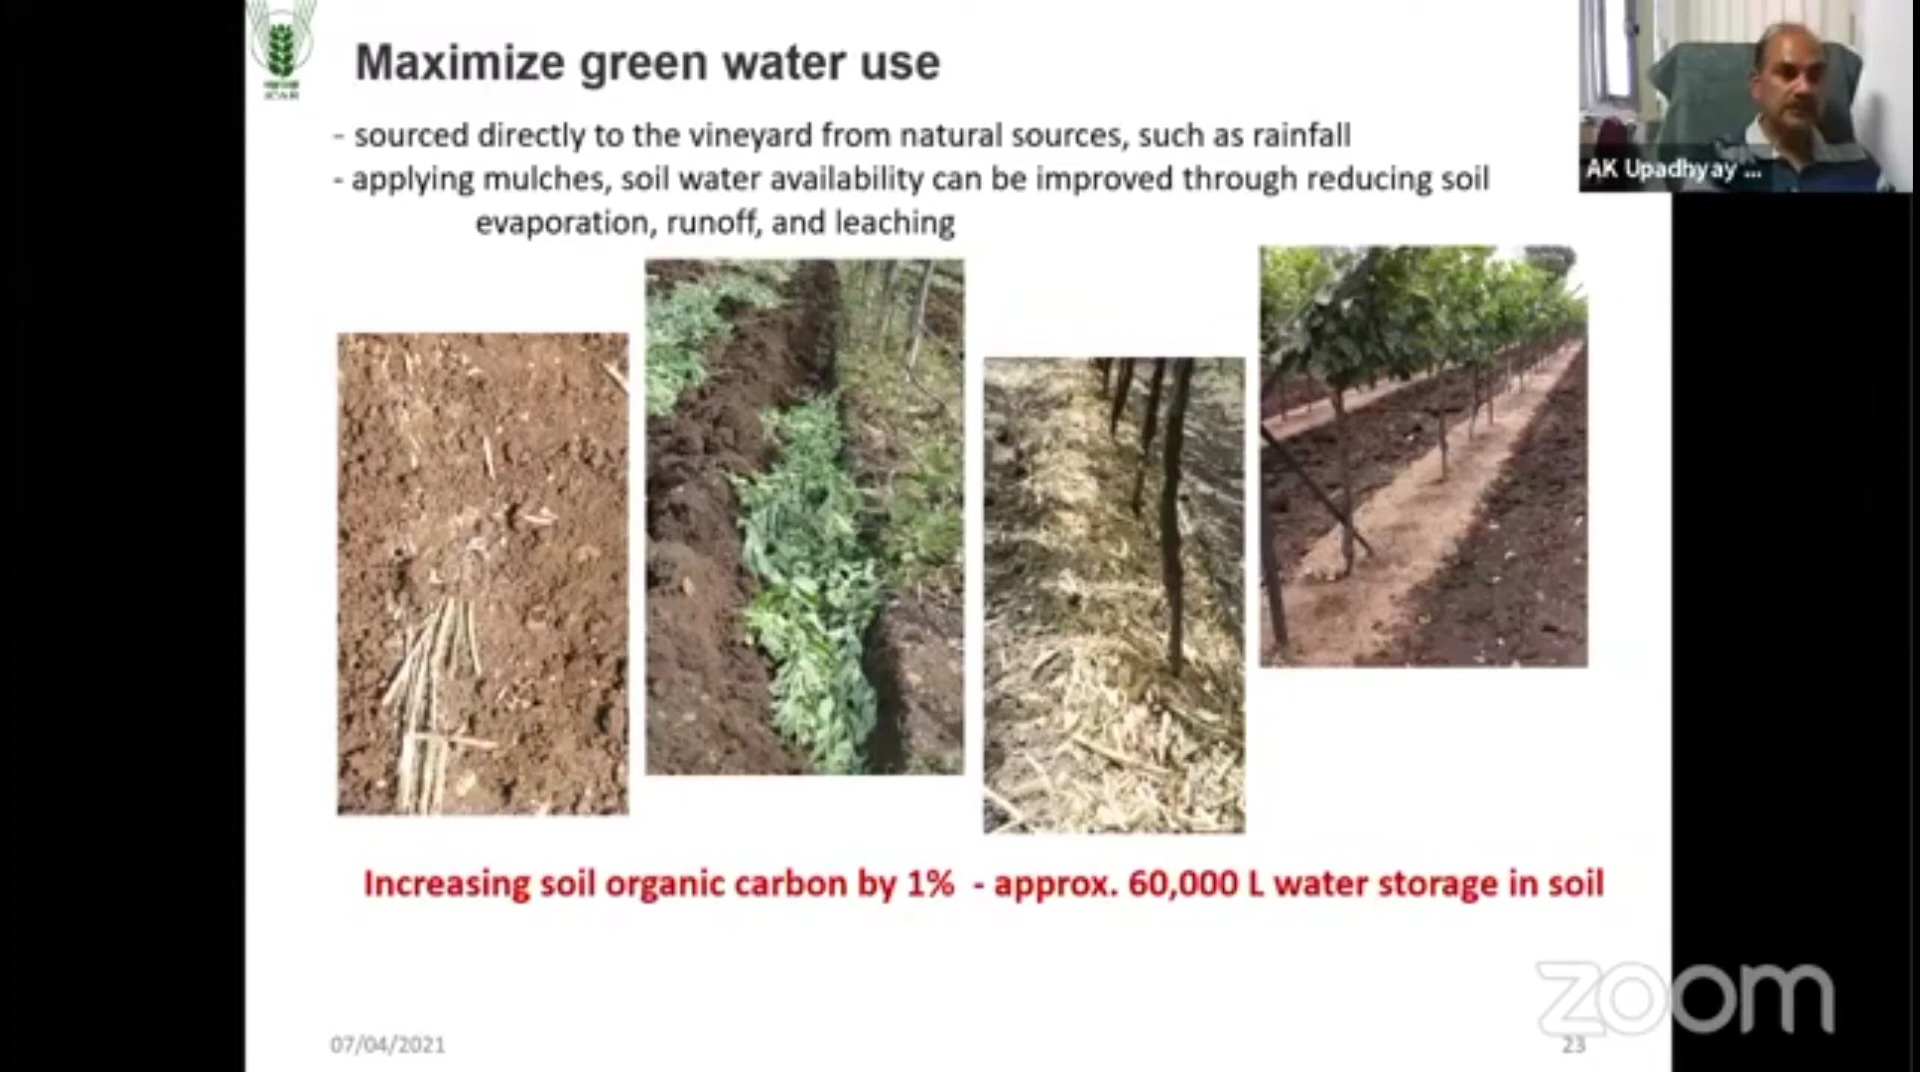 Maximize green water use
- sourced directly to the vineyard from natural sources, such as rainfall
- applying mulches, soil water availability can be improved through reducing soil
evaporation, runoff, and leaching
AK Upadhyay ...
Increasing soil organic carbon by 1% - approx. 60,000 L water storage in soil
zoom
07/04/2021
23